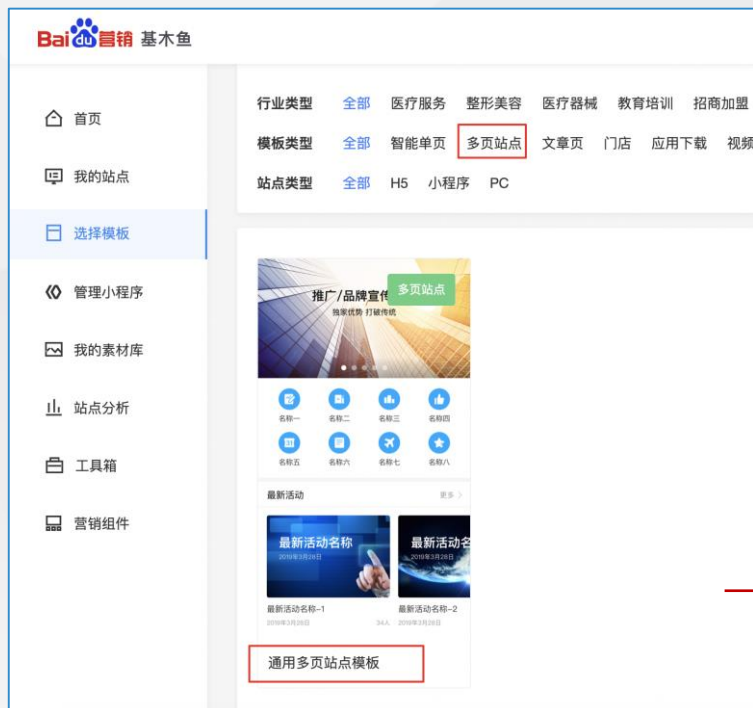 Bai du 营销 基木鱼
首页
我的站点
选择模板
管理小程序
我的素材库
站点分析
工具箱
营销组件
行业类型 全部 医疗服务 整形美容 医疗器械 教育培训 招商加盟
模板类型 全部 智能单页 多页站点 文章页 门店 应用下载 视频
站点类型 全部 H5 小程序 PC
推广/品牌宣传
多页站点
独家优势 打破传统
名称一 名称二 名称三 名称四
31
名称五 名称六 名称七 名称八
最新活动 更多 >
最新活动名称 最新活动名
2019年3月28日 2019年3月28日
最新活动名称-1 最新活动名称-2
2019年3月28日 34人 2019年3月28日
通用多页站点模板